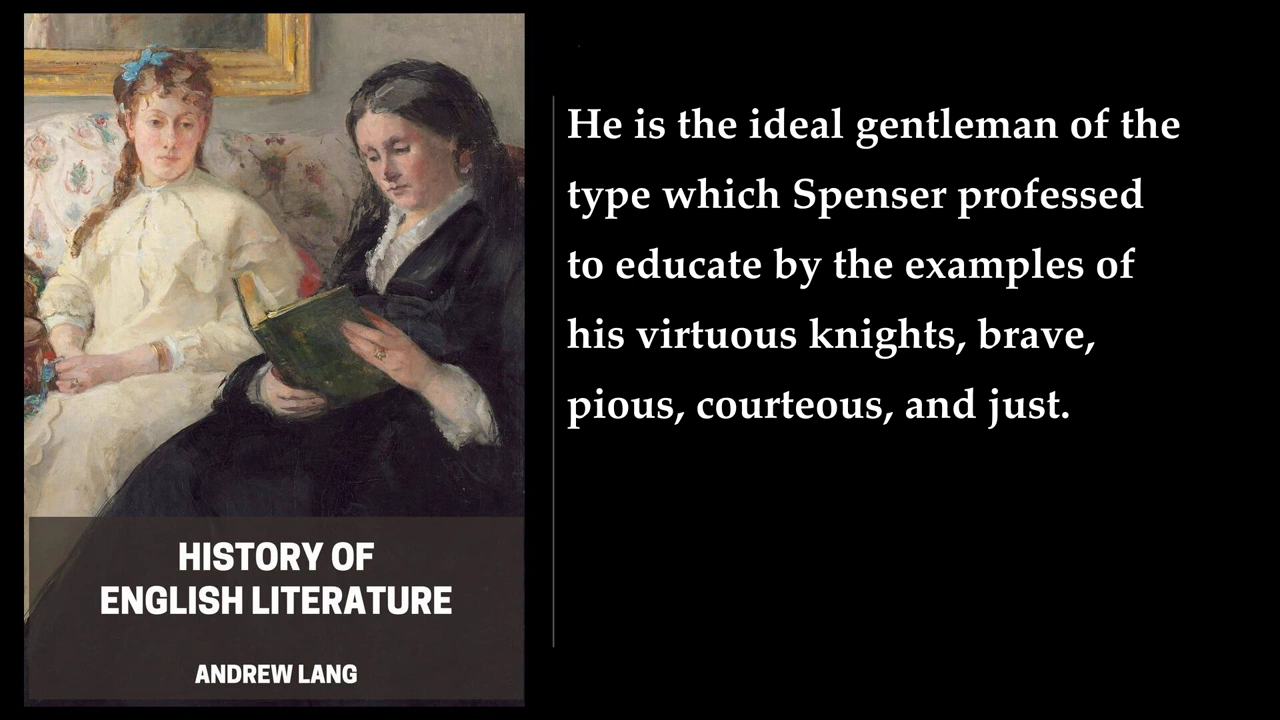 He is the ideal gentleman of the
type which Spenser professed
to educate by the examples of
his virtuous knights, brave,
pious, courteous, and just.
HISTORY OF
ENGLISH LITERATURE
ANDREW LANG